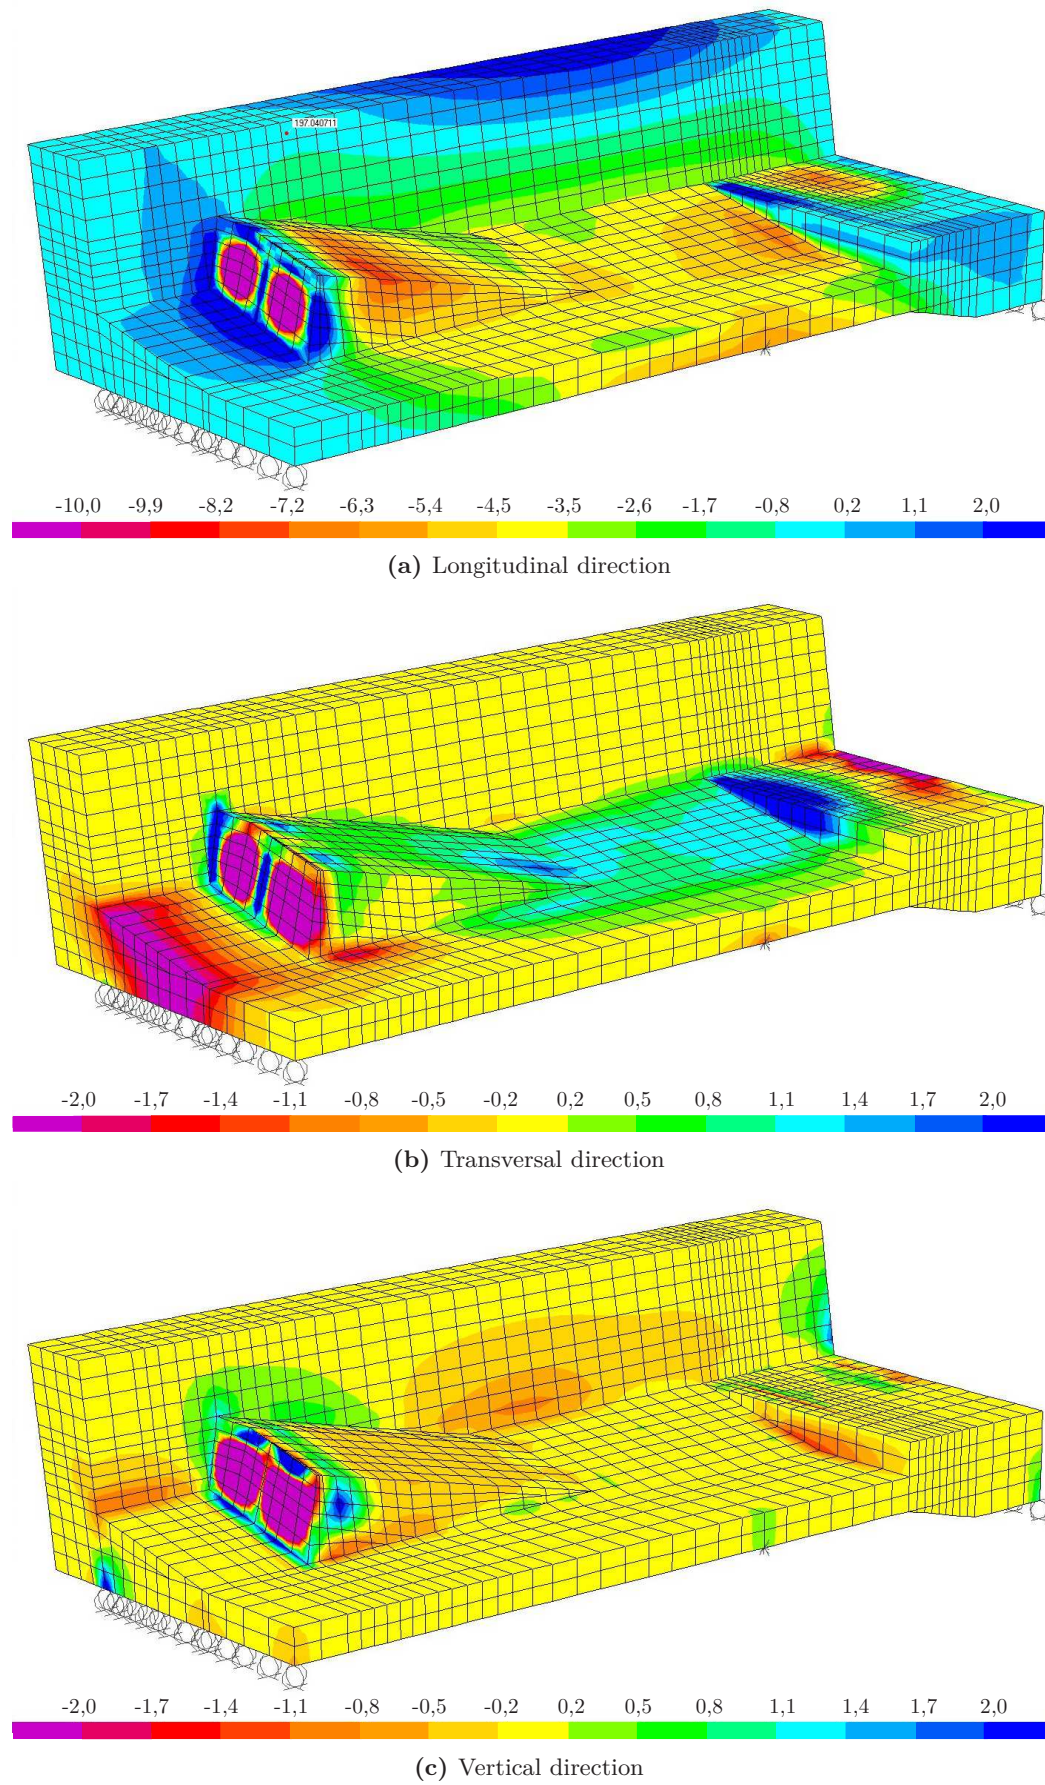 197.040711
-10,0 -9,9 -8,2 -7,2 -6,3 -5,4 -4,5 -3,5 -2,6 -1,7 -0,8 0,2 1,1 2,0
(a) Longitudinal direction
-2,0 -1,7 -1,4 -1,1 -0,8 -0,5 -0,2 0,2 0,5 0,8 1,1 1,4 1,7 2,0
(b) Transversal direction
-2,0 -1,7 -1,4 -1,1 -0,8 -0,5 -0,2 0,2 0,5 0,8 1,1 1,4 1,7 2,0
(c) Vertical direction